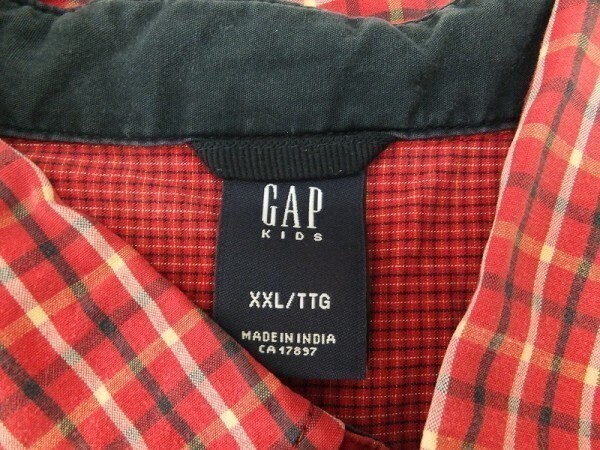 GAP
KIDS
XXL/TTG
MADE IN INDIA
CA 17897